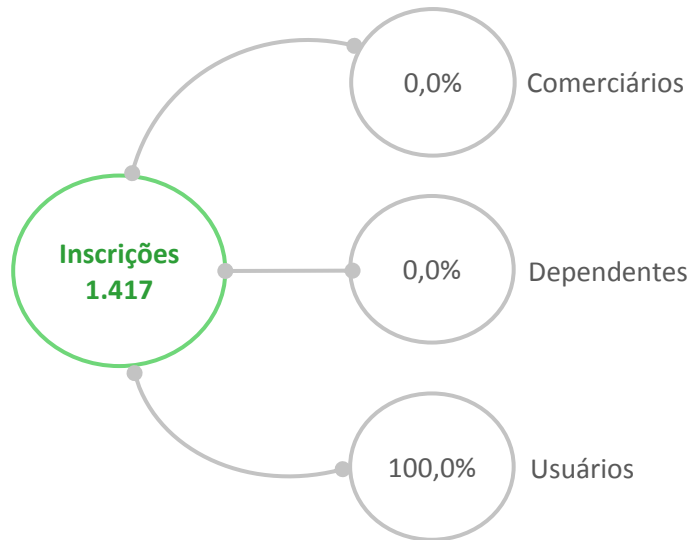 0,0% Comerciários
Inscrições
1.417
0,0% Dependentes
100,0% Usuários